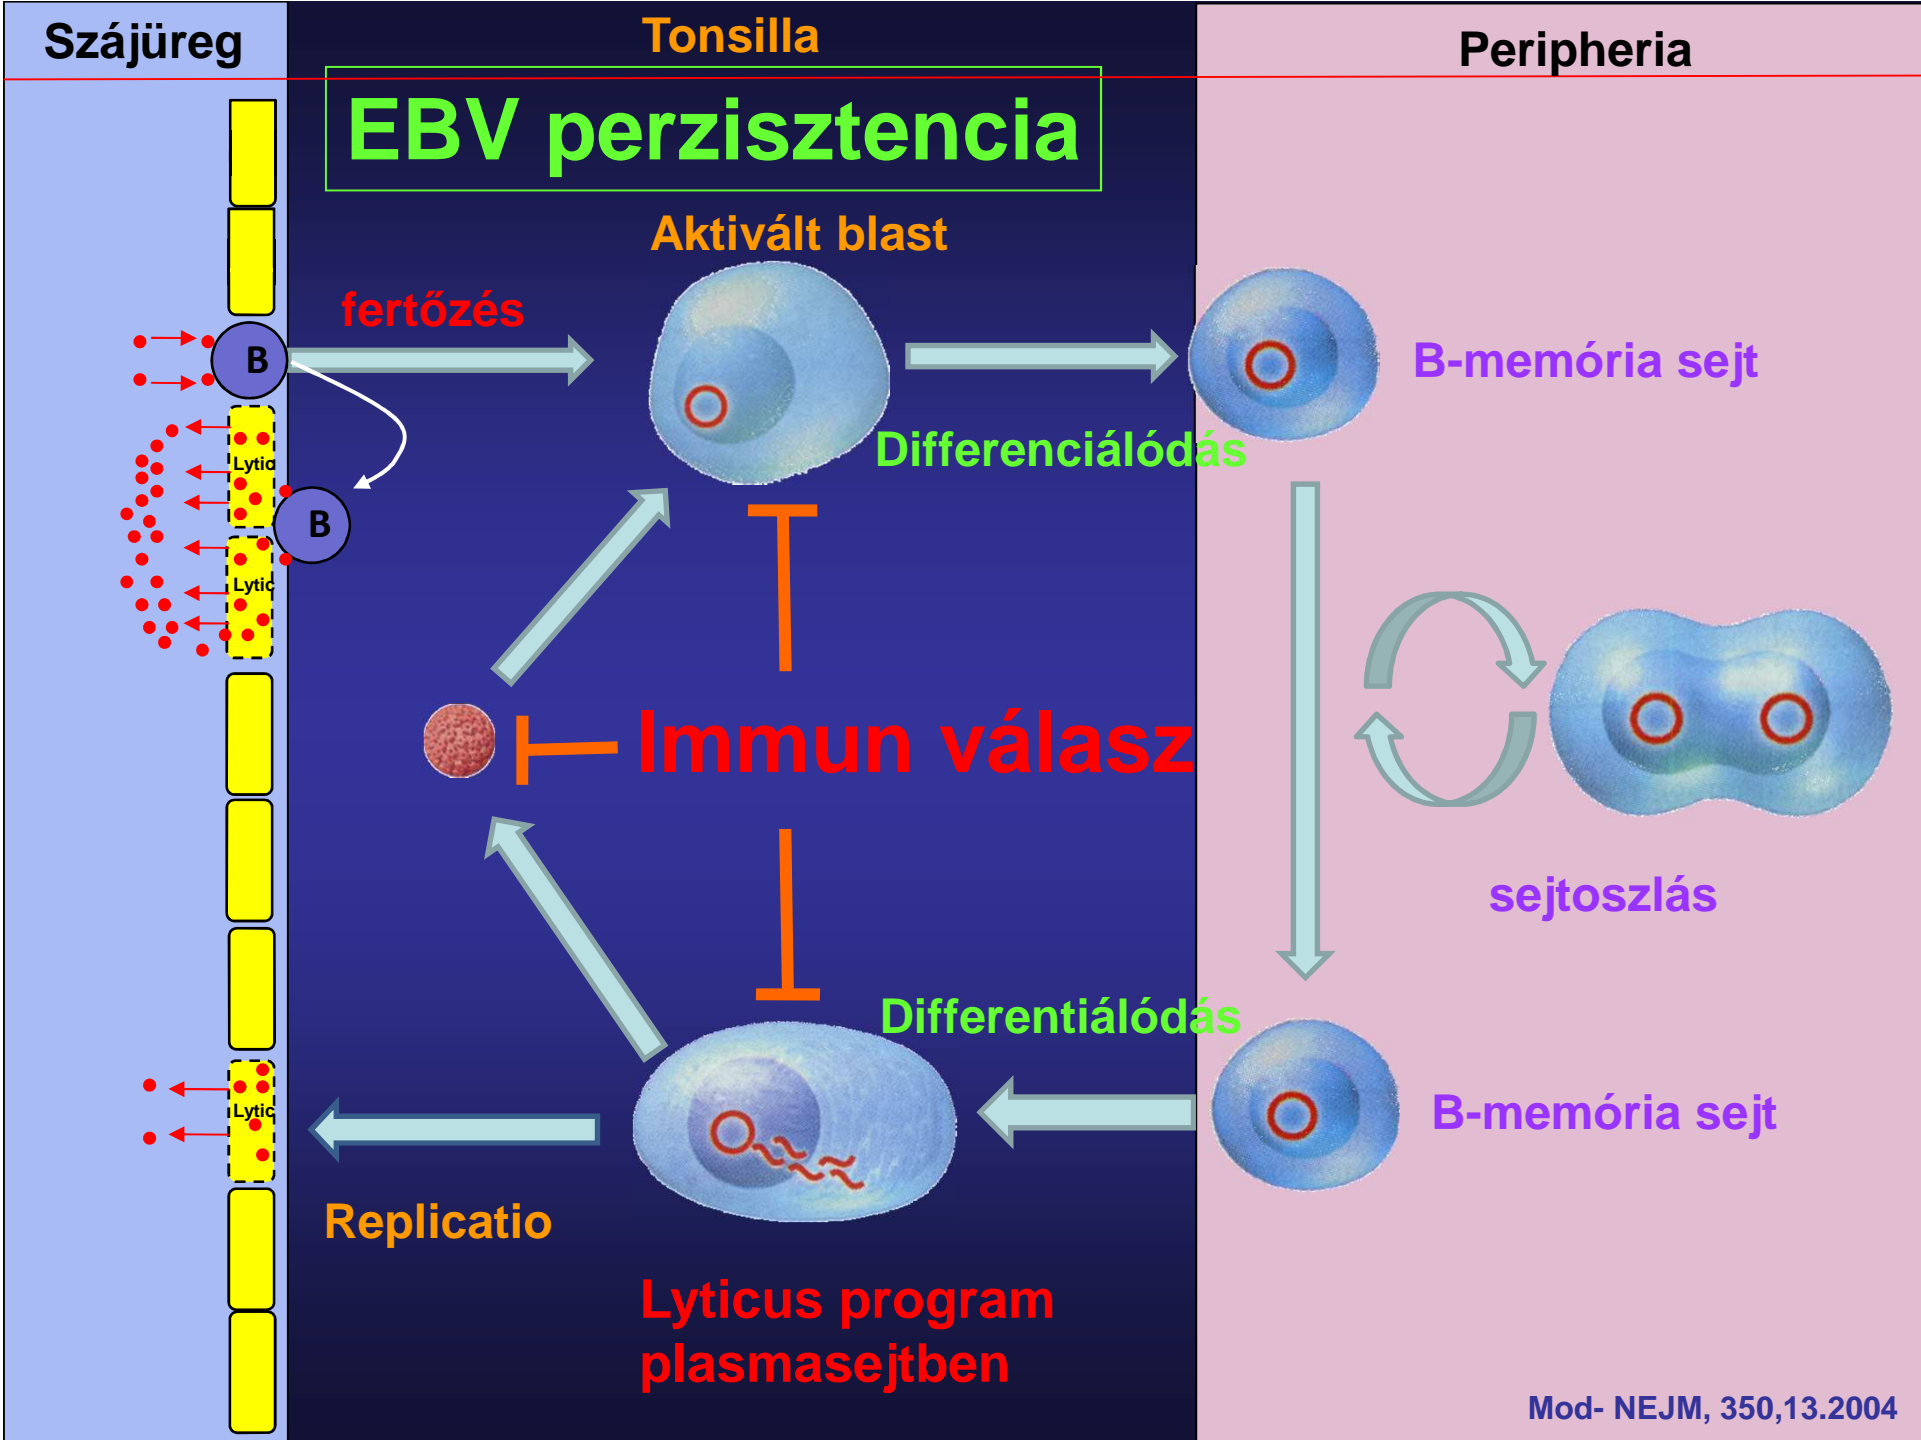 Szájüreg
Tonsilla
Peripheria
EBV perzisztencia
Aktivált blast
fertőzés
B
B-memória sejt
Differenciálódás
Lytic
B
Lytic
Immun válasz
sejtoszlás
Differentiálódás
Lytic
B-memória sejt
Replicatio
Lyticus program
plasmasejtben
Mod- NEJM, 350,13.2004